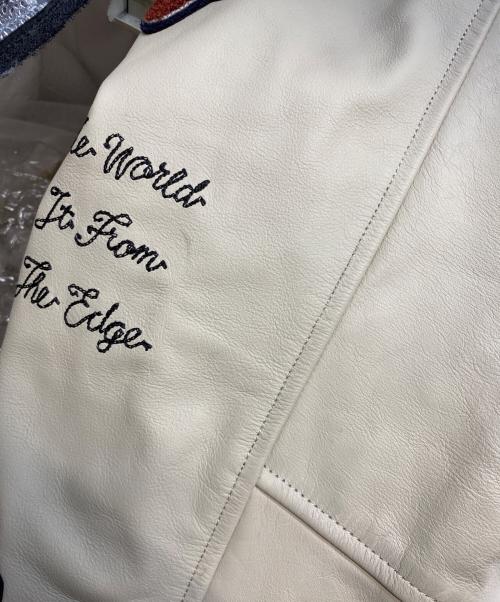 e World
It From
The Edge